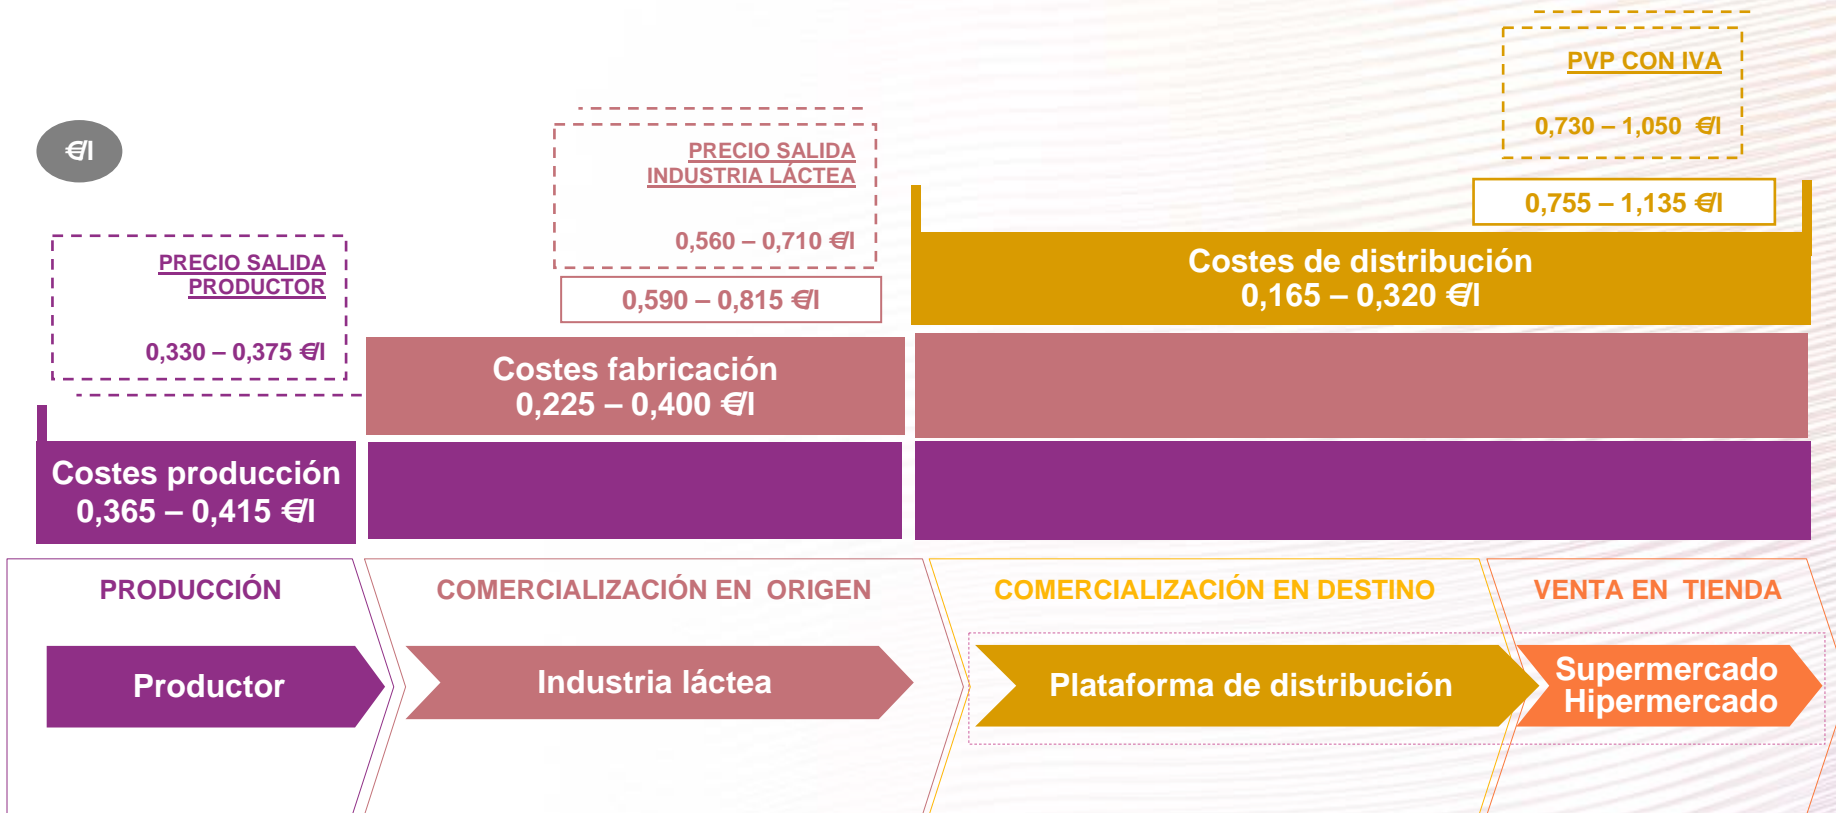 PVP CON IVA
0,730 – 1,050 €/l
0,755 – 1,135 €/l
€/l
PRECIO SALIDA
INDUSTRIA LÁCTEA
0,560 – 0,710 €/l
0,590 – 0,815 €/l
PRECIO SALIDA
PRODUCTOR
0,330 – 0,375 €/l
Costes de distribución
0,165 – 0,320 €/l
Costes fabricación
0,225 – 0,400 €/l
Costes producción
0,365 – 0,415 €/l
PRODUCCIÓN
COMERCIALIZACIÓN EN ORIGEN
COMERCIALIZACIÓN EN DESTINO
VENTA EN TIENDA
Productor
Industria láctea
Plataforma de distribución
Supermercado
Hipermercado